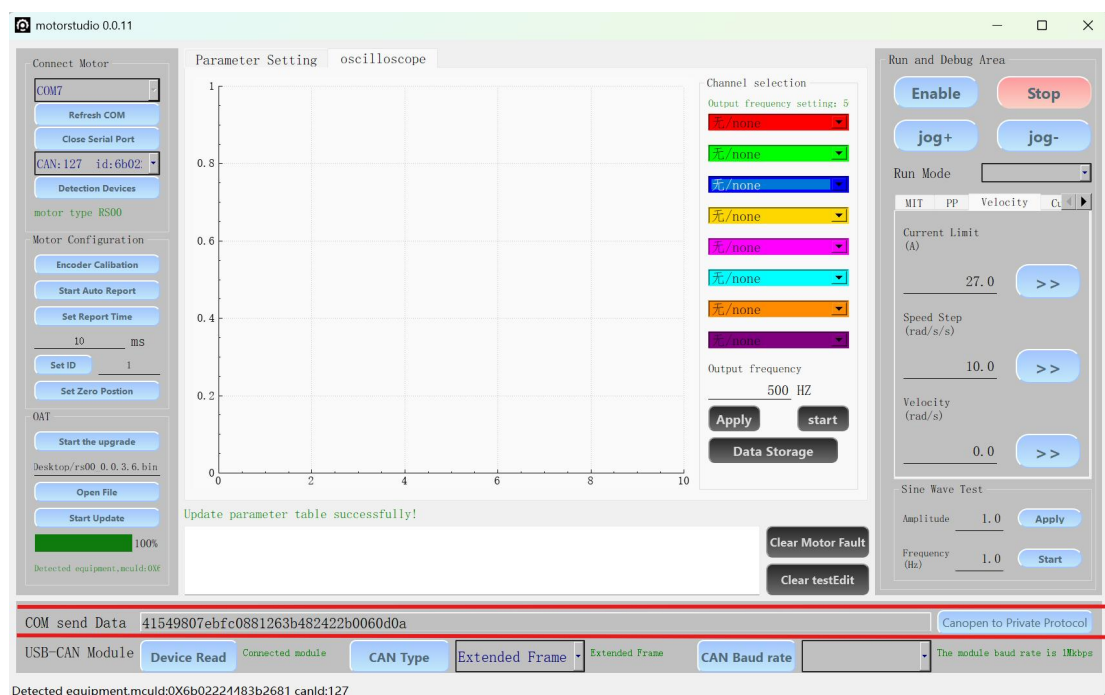 motorstudio 0.0.11
Connect Motor
COM7
Refresh COM
Close Serial Port
CAN:127 id:6b02
Detection Devices
motor type RS00
Motor Configuration
Encoder Calibation
Start Auto Report
Set Report Time
10 ms
Set ID 1
Set Zero Postion
OAT
Start the upgrade
Desktop/rs00_0.0.3.6.bin
Open File
Start Update
100%
Detected equipment,mculd:0X6
Parameter Setting oscilloscope
1
0.8
0.6
0.4
0.2
0
0 2 4 6 8 10
Channel selection
Output frequency setting: 5
无/none
无/none
无/none
无/none
无/none
无/none
无/none
无/none
Output frequency
500 HZ
Apply start
Data Storage
Update parameter table successfully!
Clear Motor Fault
Clear testEdit
Run and Debug Area
Enable Stop
jog+ jog-
Run Mode
MIT PP Velocity Cu
Current Limit
(A)
27.0 >>
Speed Step
(rad/s/s)
10.0 >>
Velocity
(rad/s)
0.0 >>
Sine Wave Test
Amplitude 1.0 Apply
Frequency
(Hz) 1.0 Start
COM send Data 41549807ebfc0881263b482422b0060d0a Canopen to Private Protocol
USB-CAN Module Device Read Connected module CAN Type Extended Frame Extended Frame CAN Baud rate The module baud rate is 1Mkbps
Detected equipment,mculd:0X6b02224483b2681 canId:127